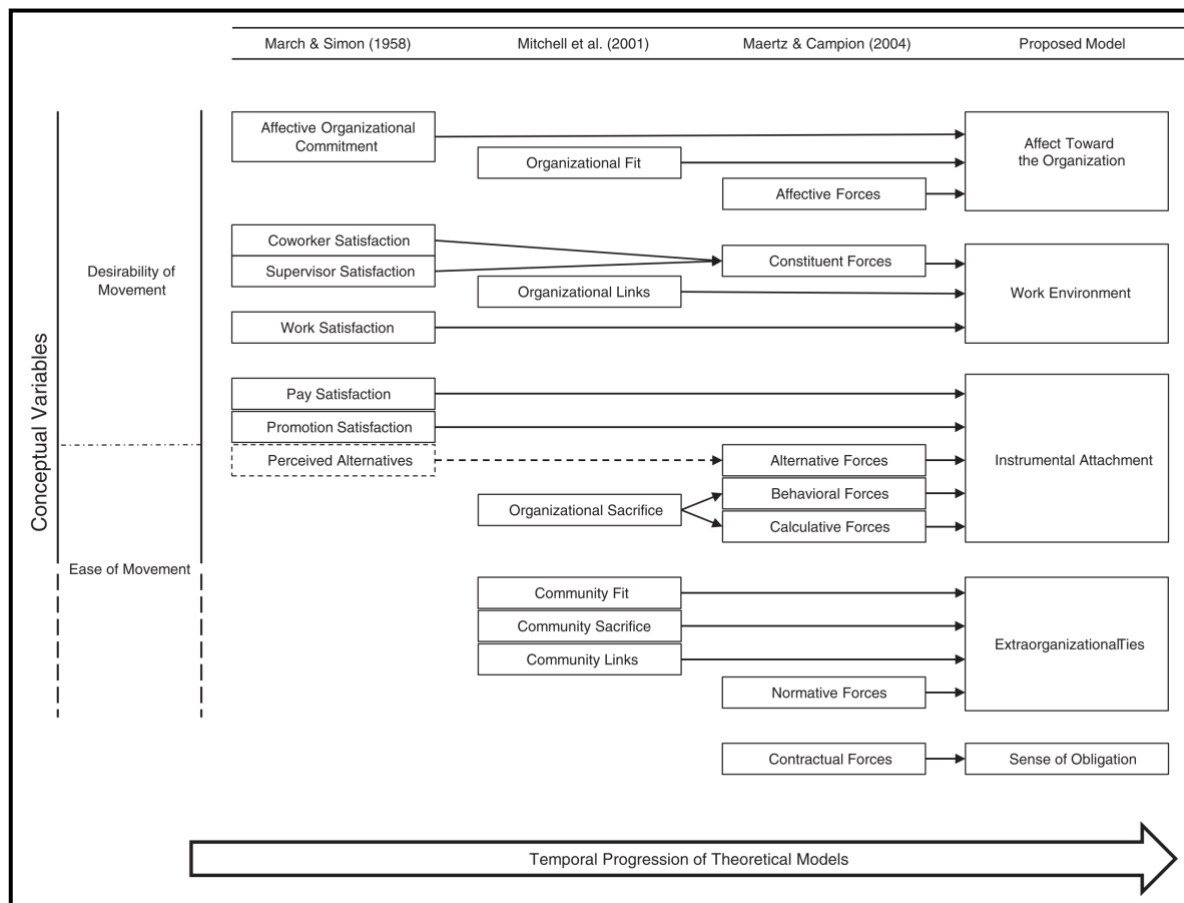 March & Simon (1958)
Mitchell et al. (2001)
Maertz & Campion (2004)
Proposed Model
Conceptual Variables
Desirability of
Movement
Ease of Movement
Affective Organizational
Commitment
Organizational Fit
Affective Forces
Affect Toward
the Organization
Coworker Satisfaction
Supervisor Satisfaction
Constituent Forces
Organizational Links
Work Satisfaction
Work Environment
Pay Satisfaction
Promotion Satisfaction
Perceived Alternatives
Alternative Forces
Behavioral Forces
Organizational Sacrifice
Calculative Forces
Instrumental Attachment
Community Fit
Community Sacrifice
Community Links
Normative Forces
ExtraorganizationalTies
Contractual Forces
Sense of Obligation
Temporal Progression of Theoretical Models